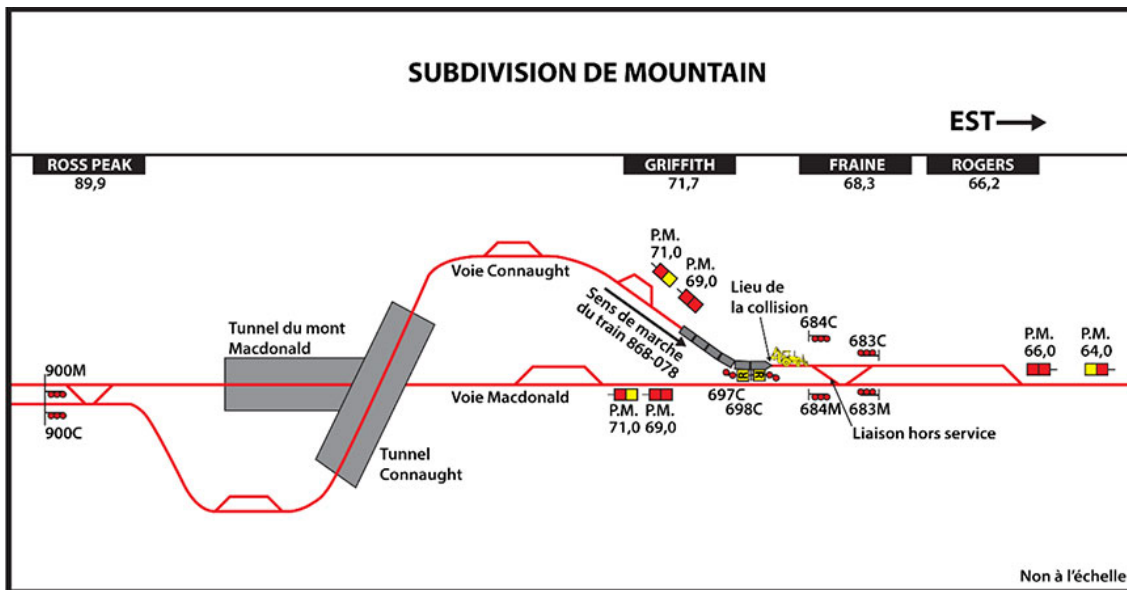 SUBDIVISION DE MOUNTAIN
EST
ROSS PEAK
89,9
GRIFFITH
71,7
FRAINE
68,3
ROGERS
66,2
P.M.
71,0
P.M.
69,0
Voie Connaught
Sens de marche
du train 868-078
Lieu de
la collision
684C
683C
P.M.
66,0
P.M.
64,0
Tunnel du mont
Macdonald
900M
900C
Voie Macdonald
R
R
697C
698C
684M
683M
P.M.
71,0
P.M.
69,0
Liaison hors service
Tunnel
Connaught
Non à l'échelle